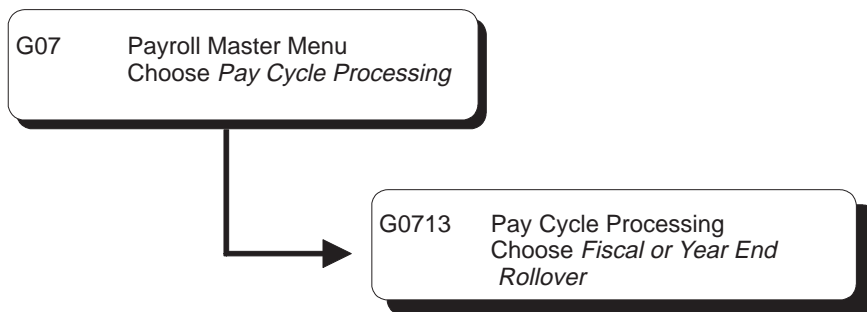 G07 Payroll Master Menu
Choose Pay Cycle Processing
G0713 Pay Cycle Processing
Choose Fiscal or Year End
Rollover